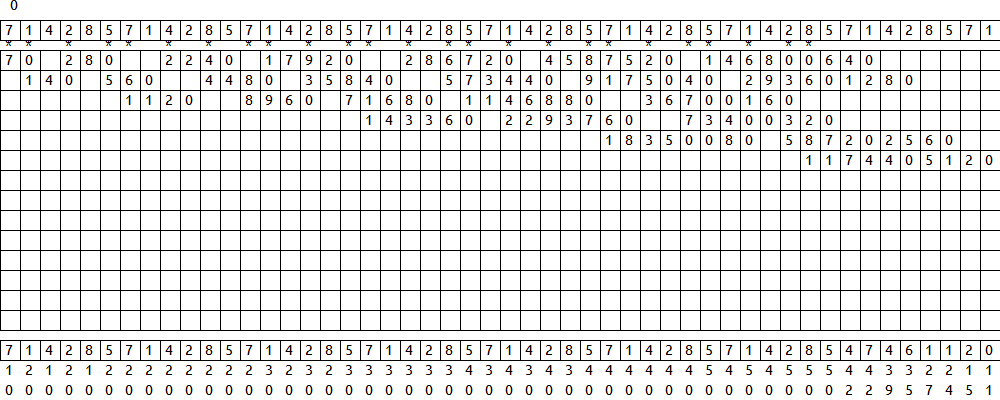 0
7 1 4 2 8 5 7 1 4 2 8 5 7 1 4 2 8 5 7 1 4 2 8 5 7 1 4 2 8 5 7 1 4 2 8 5 7 1 4 2 8 5 7 1 4 2 8 5 7 1
* * * * * * * * * * * * * * * * * * * * * * * * *
7 0 2 8 0 2 2 4 0 1 7 9 2 0 2 8 6 7 2 0 4 5 8 7 5 2 0 1 4 6 8 0 0 6 4 0
1 4 0 5 6 0 4 4 8 0 3 5 8 4 0 5 7 3 4 4 0 9 1 7 5 0 4 0 2 9 3 6 0 1 2 8 0
1 1 2 0 8 9 6 0 7 1 6 8 0 1 1 4 6 8 8 0 3 6 7 0 0 1 6 0
1 4 3 3 6 0 2 2 9 3 7 6 0 7 3 4 0 0 3 2 0
1 8 3 5 0 0 8 0 5 8 7 2 0 2 5 6 0
1 1 7 4 4 0 5 1 2 0
7 1 4 2 8 5 7 1 4 2 8 5 7 1 4 2 8 5 7 1 4 2 8 5 7 1 4 2 8 5 7 1 4 2 8 5 7 1 4 2 8 5 4 7 4 6 1 1 2 0
1 2 1 2 1 2 2 2 2 2 2 2 2 3 2 3 2 3 3 3 3 3 3 4 3 4 3 4 3 4 4 4 4 4 4 5 4 5 4 5 5 5 4 4 3 3 2 2 1 1
0 0 0 0 0 0 0 0 0 0 0 0 0 0 0 0 0 0 0 0 0 0 0 0 0 0 0 0 0 0 0 0 0 0 0 0 0 0 0 0 0 0 2 2 9 5 7 4 5 1